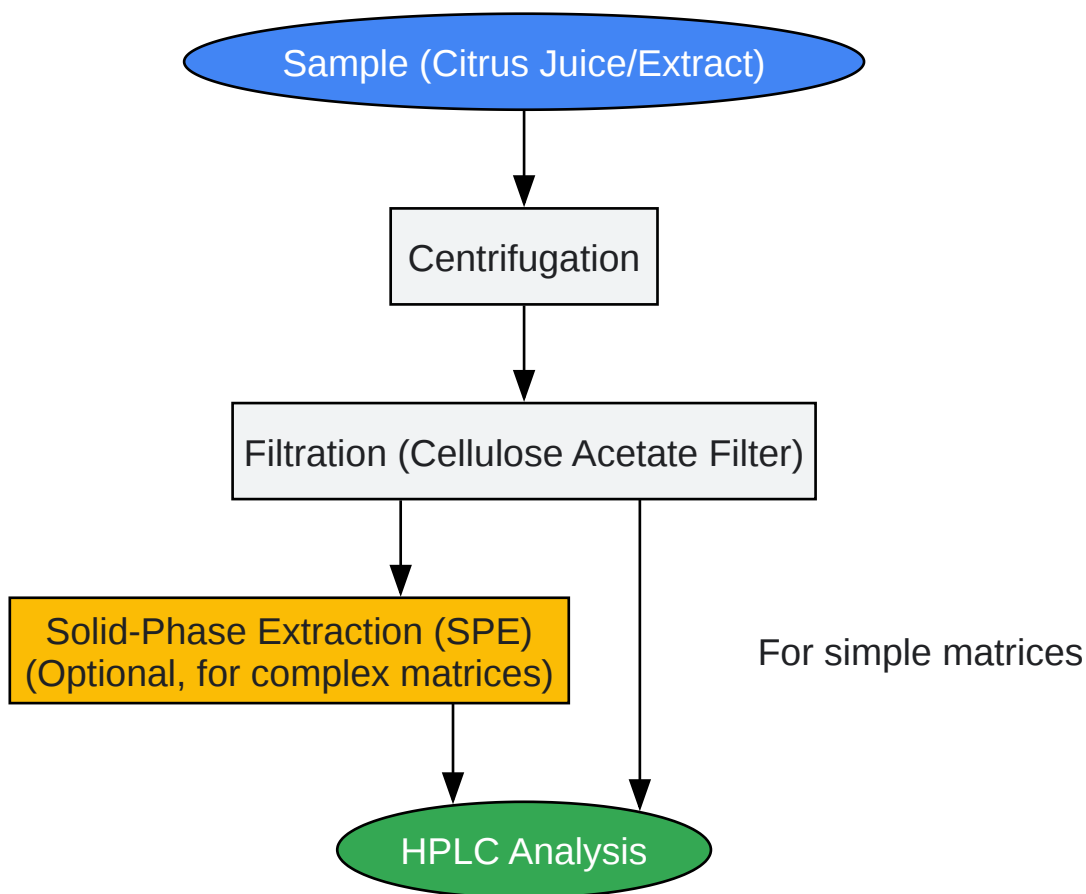 Sample (Citrus Juice/Extract)
Centrifugation
Filtration (Cellulose Acetate Filter)
Solid-Phase Extraction (SPE)
(Optional, for complex matrices)
For simple matrices
HPLC Analysis